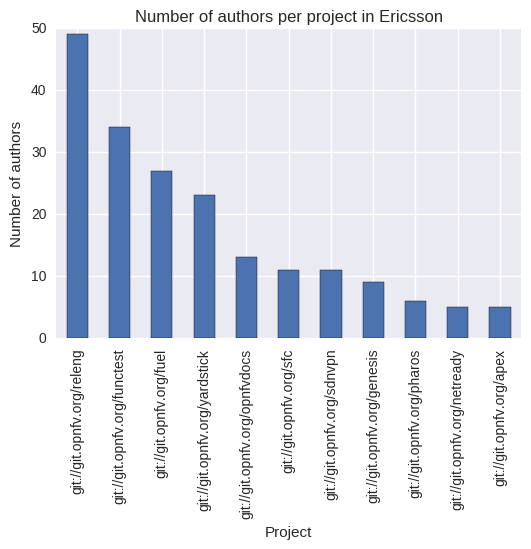 Number of authors per project in Ericsson
Number of authors
50
40
30
20
10
0
git://git.opnfv.org/releng
git://git.opnfv.org/functest
git://git.opnfv.org/fuel
git://git.opnfv.org/yardstick
git://git.opnfv.org/opnfvdocs
git://git.opnfv.org/sfc
git://git.opnfv.org/sdnvpn
git://git.opnfv.org/genesis
git://git.opnfv.org/pharos
git://git.opnfv.org/netready
git://git.opnfv.org/apex
Project